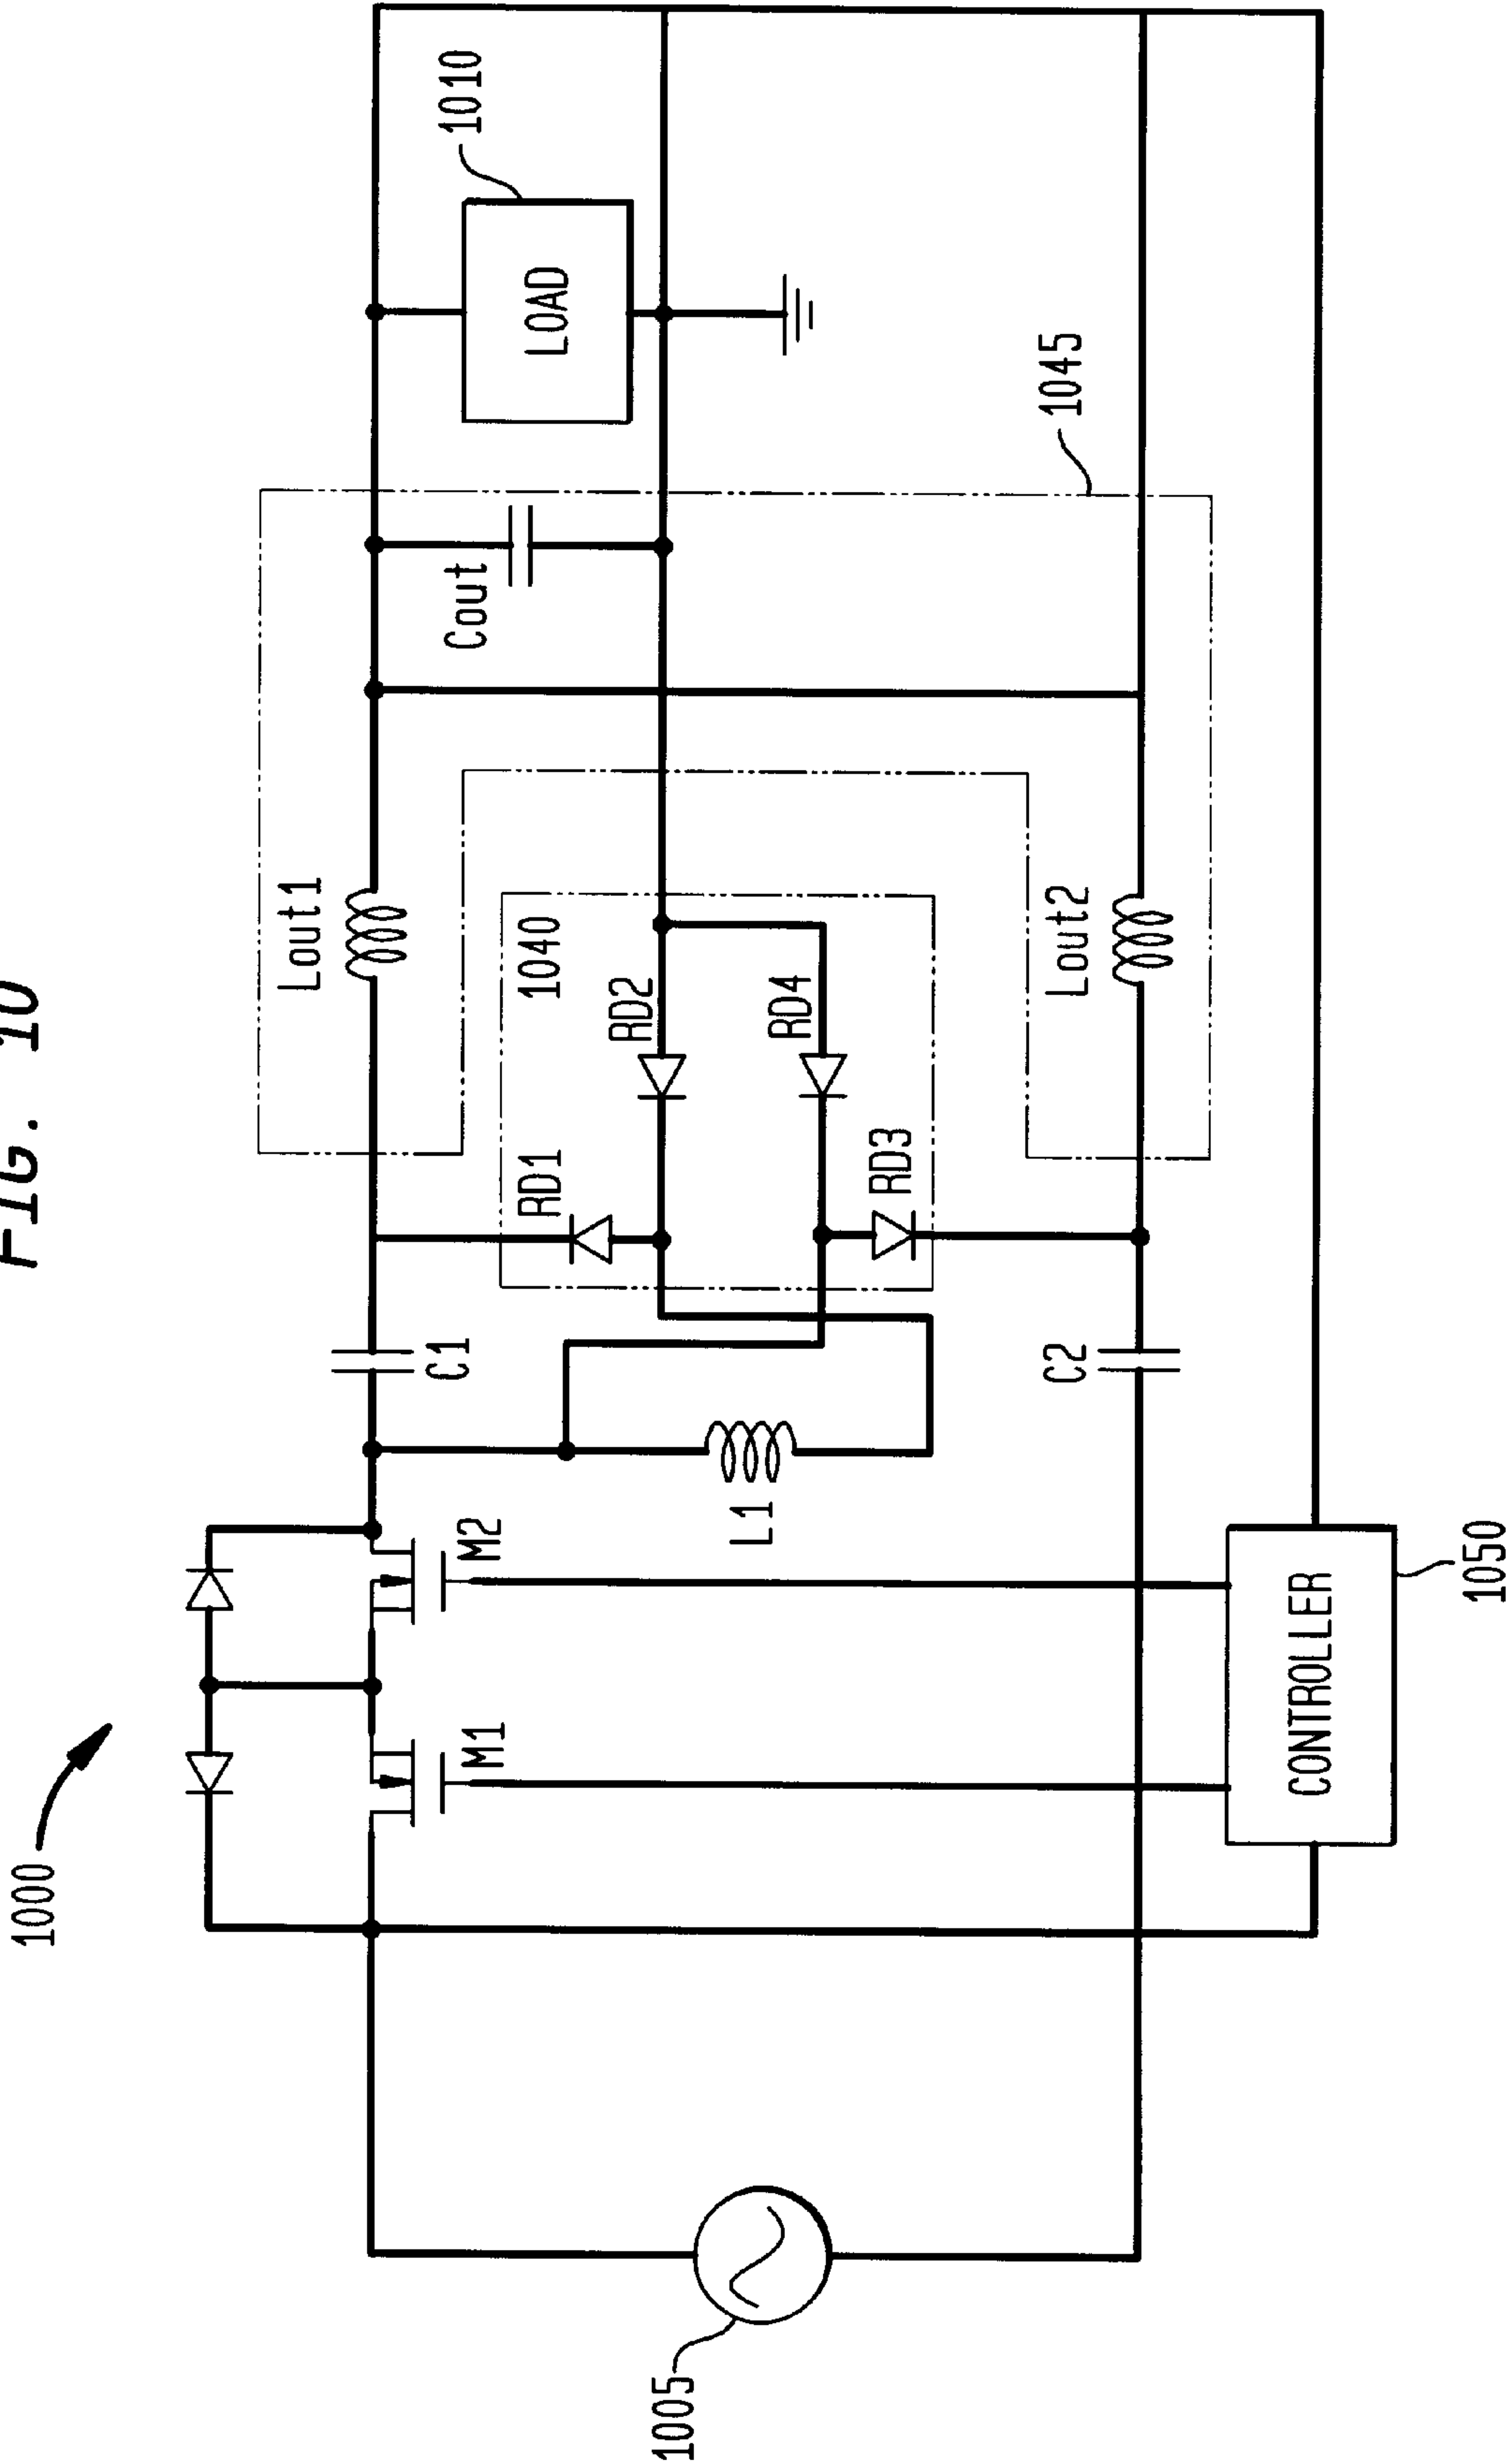 FIG. 10
1000
1005
M1
M2
L1
C1
C2
RD1
RD2
RD3
RD4
1040
Lout1
Lout2
Cout
1045
LOAD
1010
CONTROLLER
1050